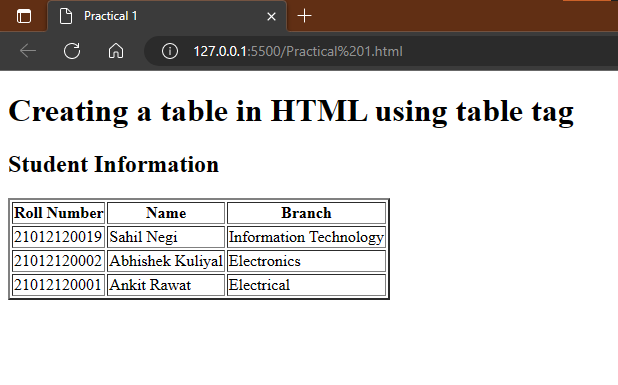 Practical 1
127.0.0.1:5500/Practical%201.html
Creating a table in HTML using table tag
Student Information
Roll Number Name Branch
21012120019 Sahil Negi Information Technology
21012120002 Abhishek Kuliyal Electronics
21012120001 Ankit Rawat Electrical